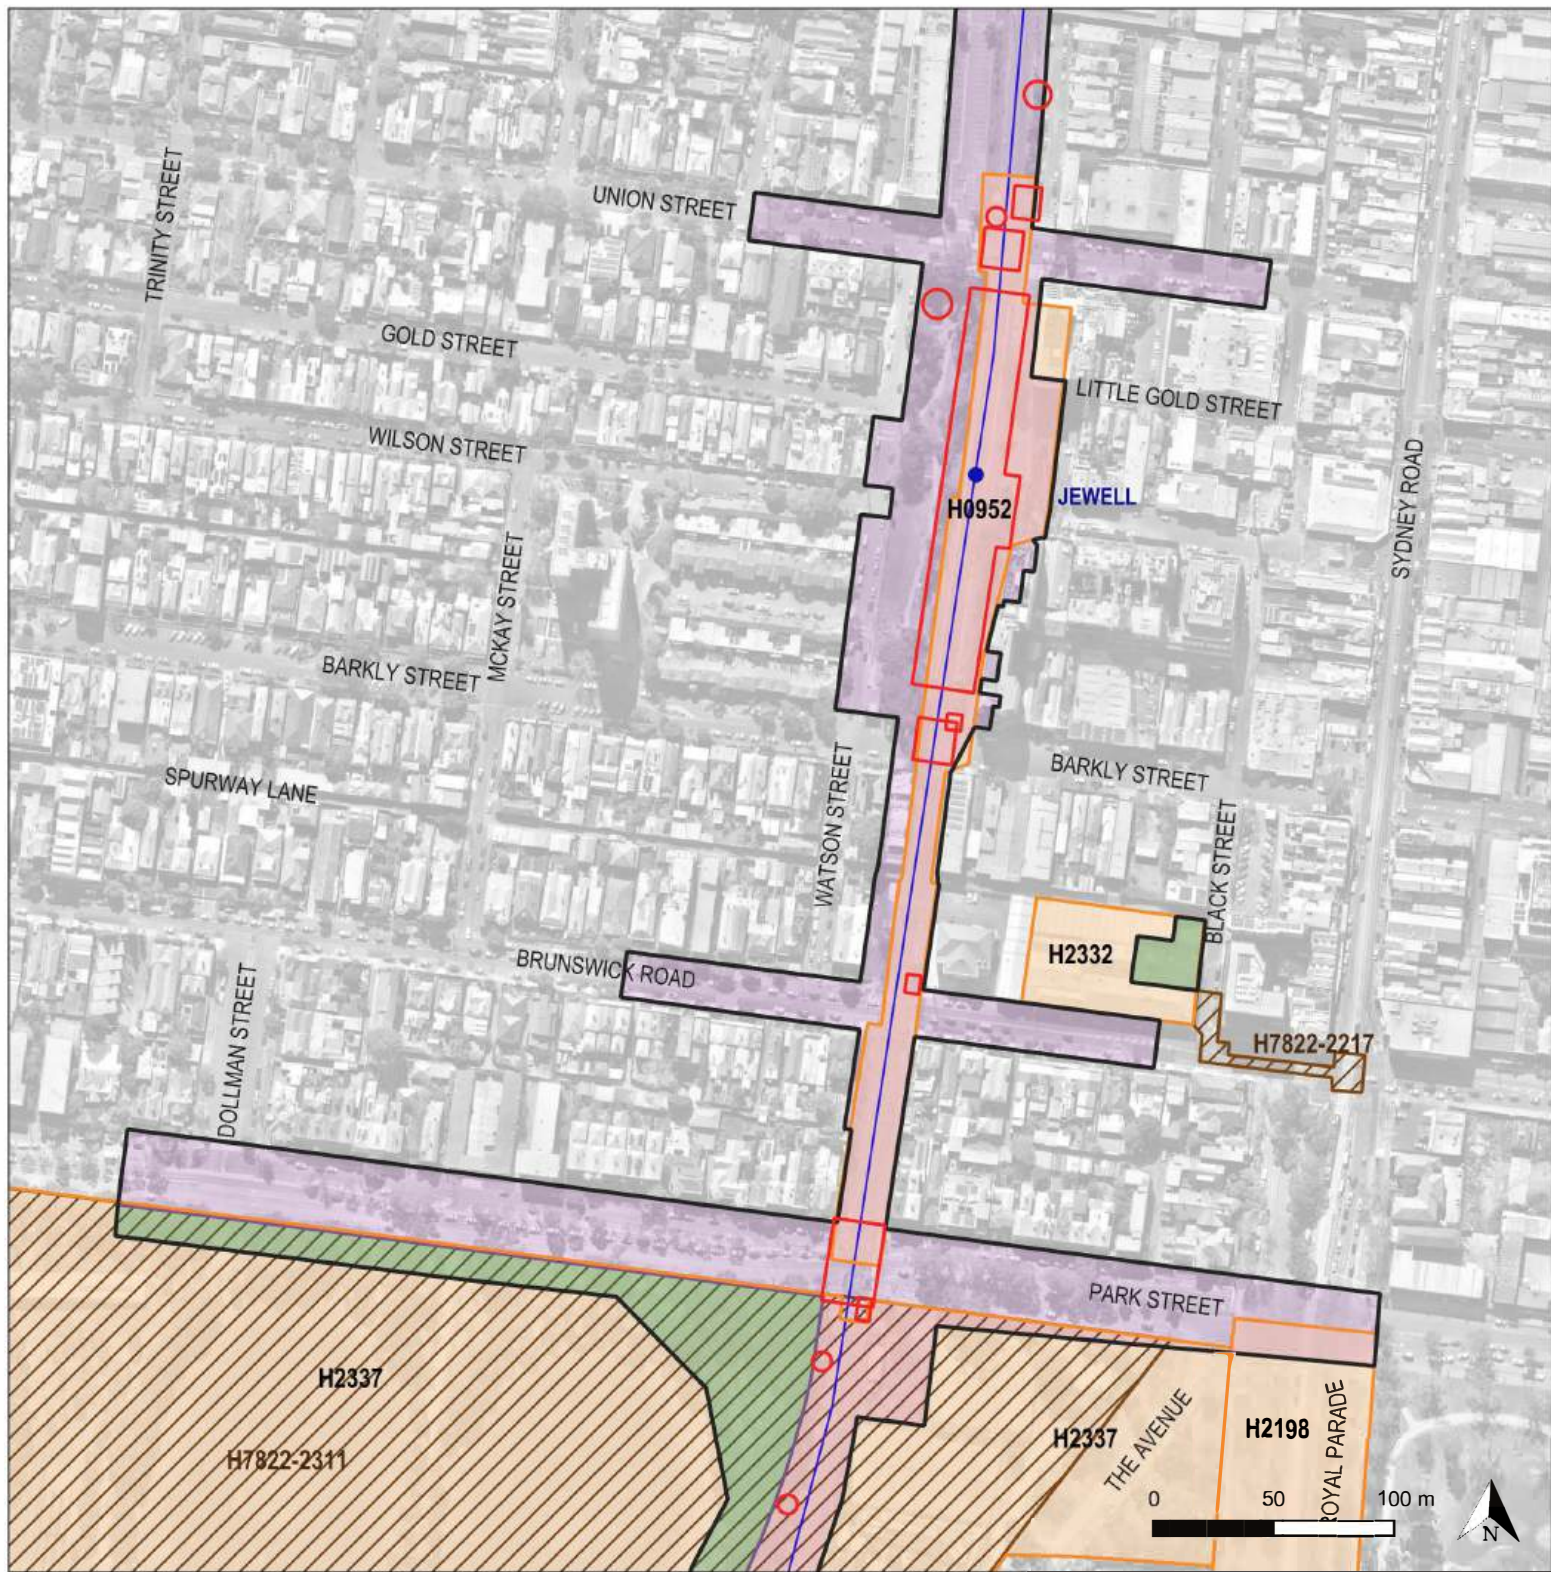 UNION STREET
TRINITY STREET
GOLD STREET
LITTLE GOLD STREET
WILSON STREET
SYDNEY ROAD
JEWELL
H0952
MCKAY STREET
BARKLY STREET
WATSON STREET
BARKLY STREET
SPURWAY LANE
BLACK STREET
H2332
BRUNSWICK ROAD
DOLLMAN STREET
H7822-2217
PARK STREET
H2337
H2337
THE AVENUE
H2198
ROYAL PARADE
H7822-2311
0 50 100 m
N